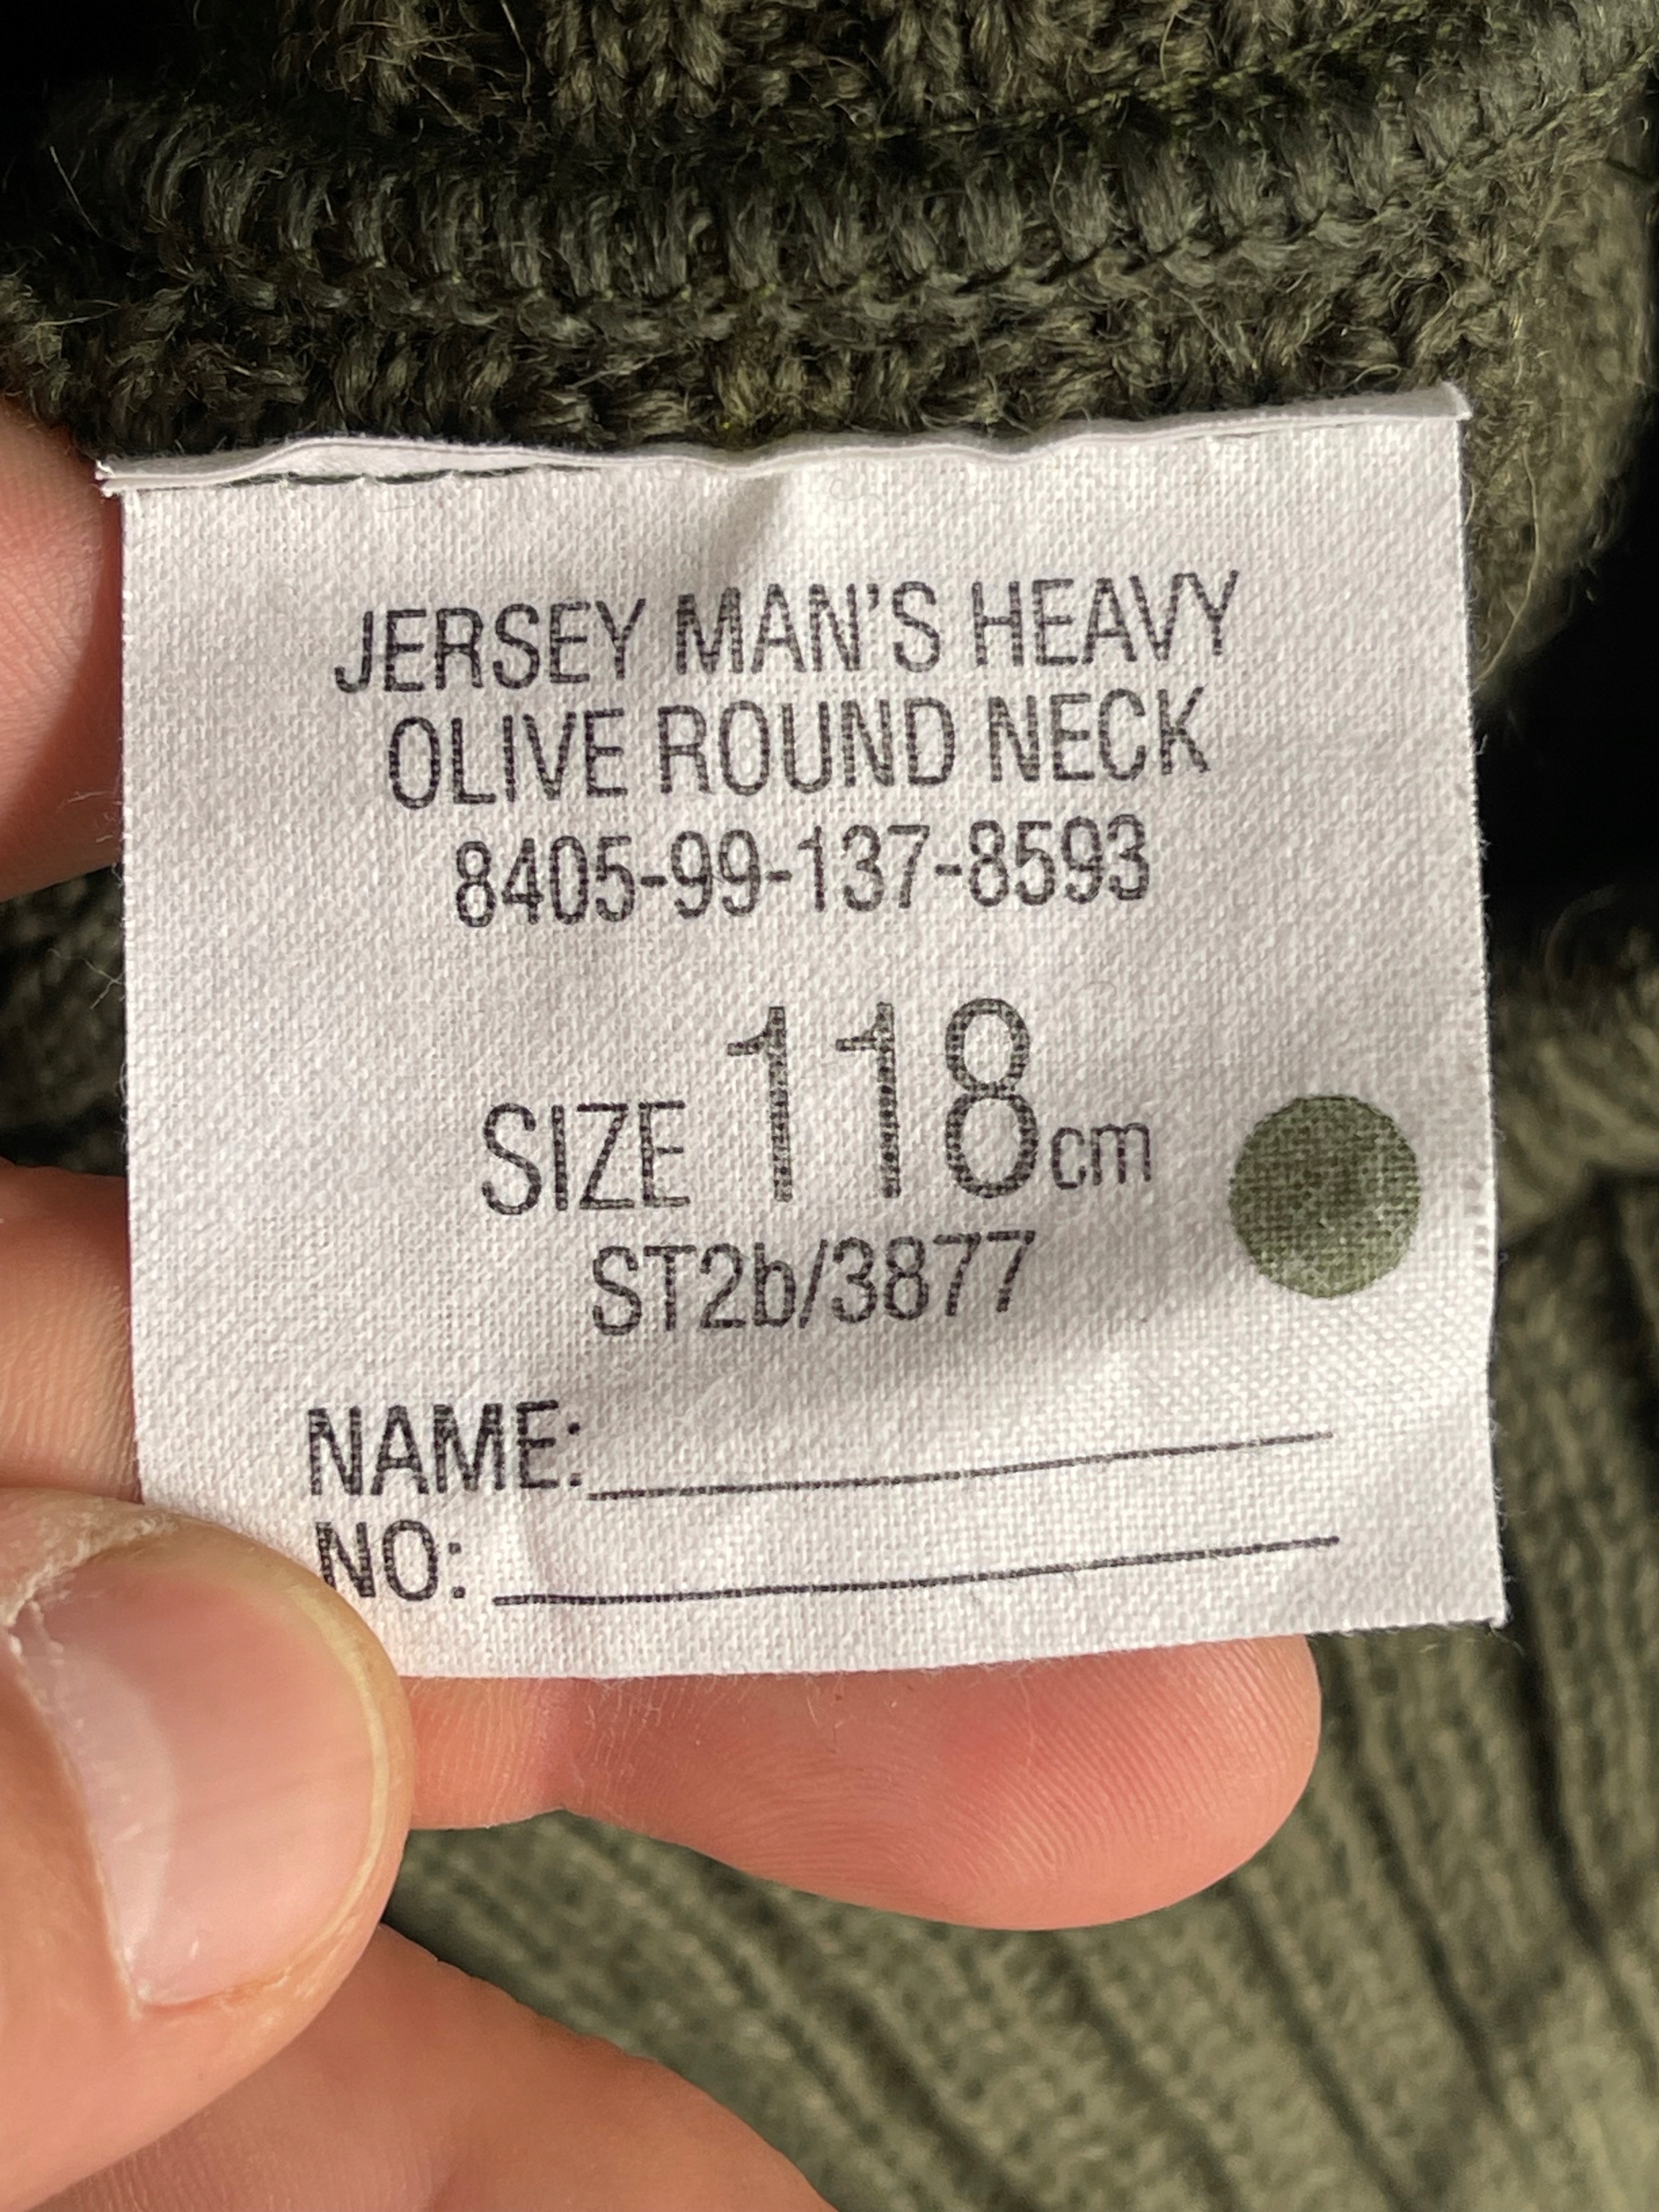 JERSEY MAN'S HEAVY
OLIVE ROUND NECK
8405-99-137-8593
SIZE 118cm
ST2b/3877
NAME:
NO: